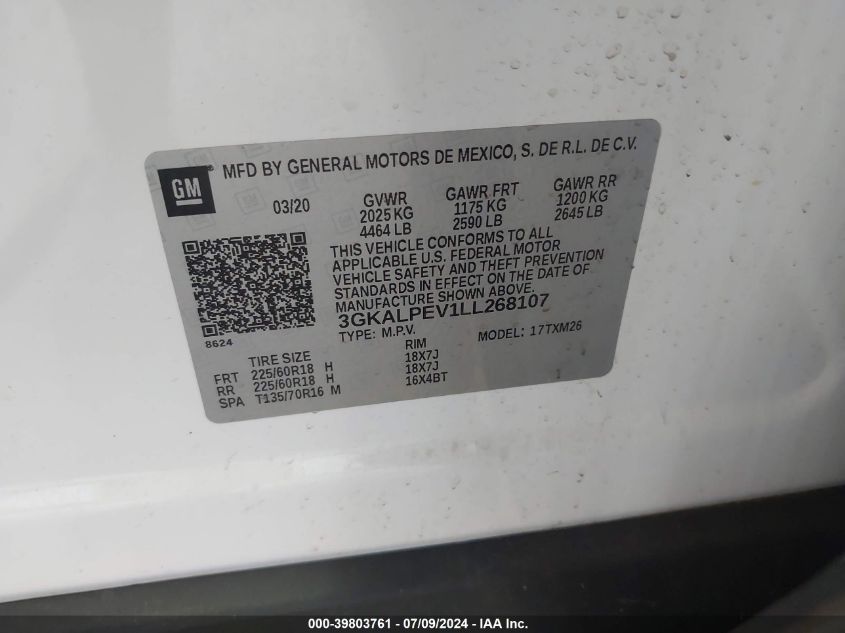 GM
MFD BY GENERAL MOTORS DE MEXICO, S. DE R.L. DE C.V.
03/20 GVWR GAWR FRT GAWR RR
2025 KG 1175 KG 1200 KG
4464 LB 2590 LB 2645 LB
THIS VEHICLE CONFORMS TO ALL
APPLICABLE U.S. FEDERAL MOTOR
VEHICLE SAFETY AND THEFT PREVENTION
STANDARDS IN EFFECT ON THE DATE OF
MANUFACTURE SHOWN ABOVE.
3GKALPEV1LL268107
8624
TYPE: M.P.V. MODEL: 17TXM26
TIRE SIZE RIM
FRT 225/60R18 H 18X7J
RR 225/60R18 H 18X7J
SPA T135/70R16 M 16X4BT
000-39803761 - 07/09/2024 - IAA Inc.